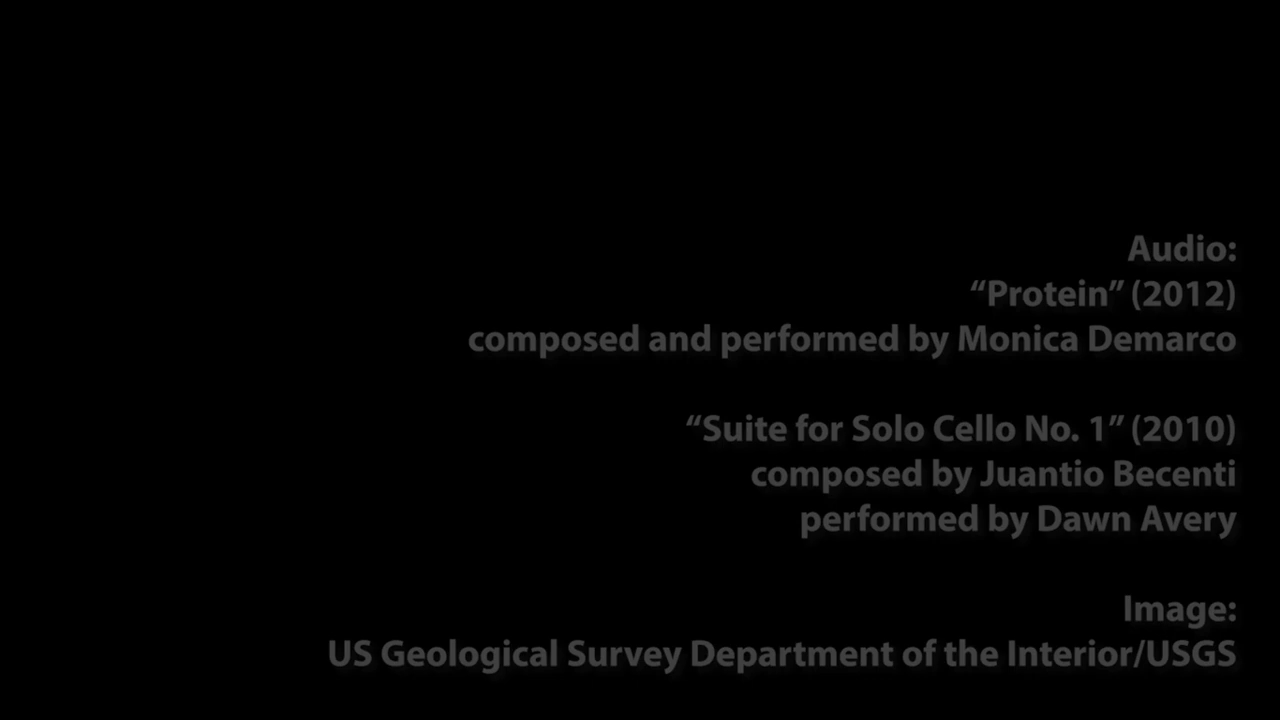 Audio:
“Protein” (2012)
composed and performed by Monica Demarco
“Suite for Solo Cello No. 1” (2010)
composed by Juantio Becenti
performed by Dawn Avery
Image:
US Geological Survey Department of the Interior/USGS